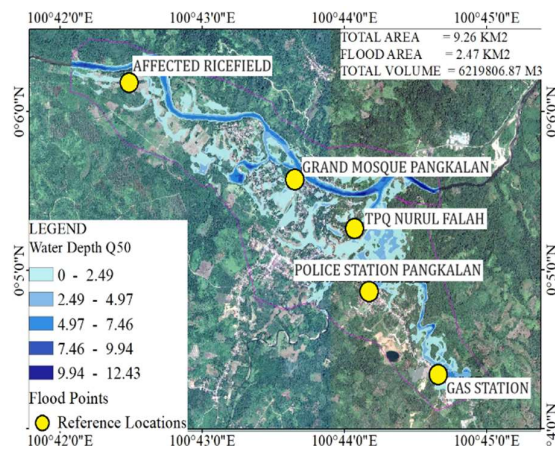 100°42'0"E 100°43'0"E 100°44'0"E 100°45'0"E
TOTAL AREA = 9.26 KM2
FLOOD AREA = 2.47 KM2
TOTAL VOLUME = 6219806.87 M3
AFFECTED RICEFIELD
0°6'0"N 0°6'0"N
GRAND MOSQUE PANGKALAN
TPQ NURUL FALAH
POLICE STATION PANGKALAN
0°5'0"N 0°5'0"N
GAS STATION
LEGEND
Water Depth Q50
0 - 2.49
2.49 - 4.97
4.97 - 7.46
7.46 - 9.94
9.94 - 12.43
Flood Points
Reference Locations
100°42'0"E 100°43'0"E 100°44'0"E 100°45'0"E